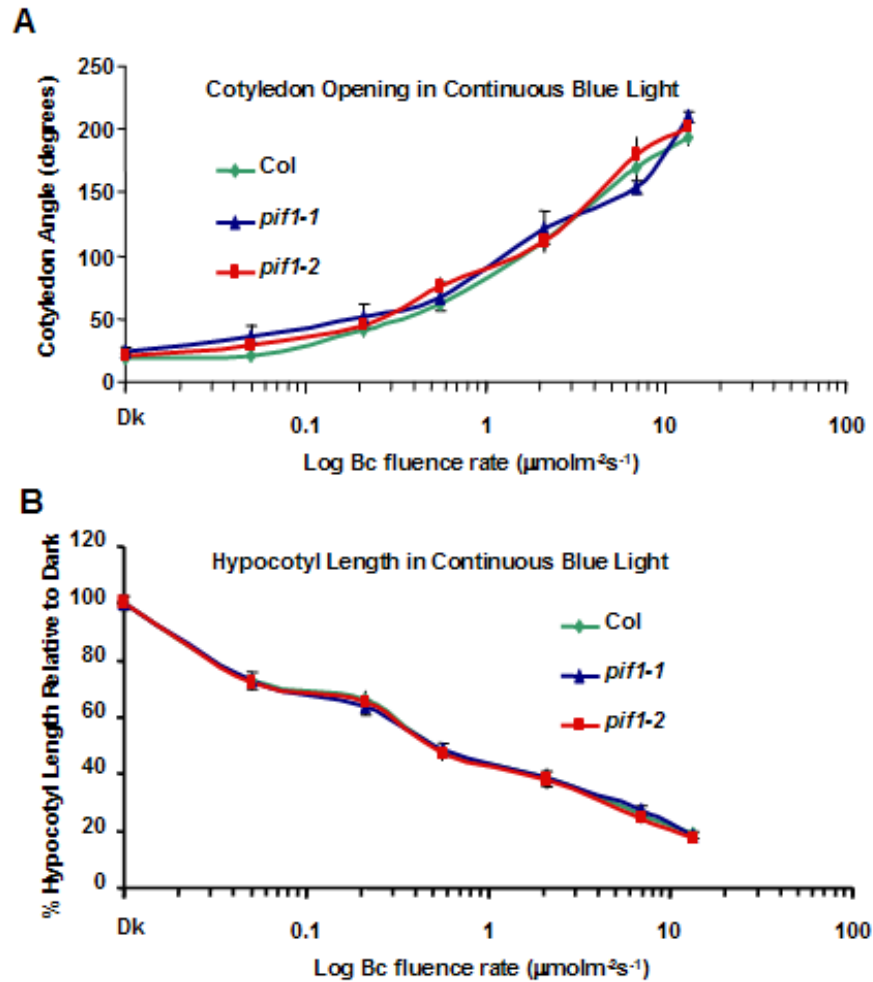 A
Cotyledon Opening in Continuous Blue Light
Cotyledon Angle (degrees)
250
200
150
100
50
0
Col
pif1-1
pif1-2
Dk
0.1
1
10
100
Log Bc fluence rate (µmolm-2s-1)
B
Hypocotyl Length in Continuous Blue Light
% Hypocotyl Length Relative to Dark
120
100
80
60
40
20
0
Col
pif1-1
pif1-2
Dk
0.1
1
10
100
Log Bc fluence rate (µmolm-2s-1)